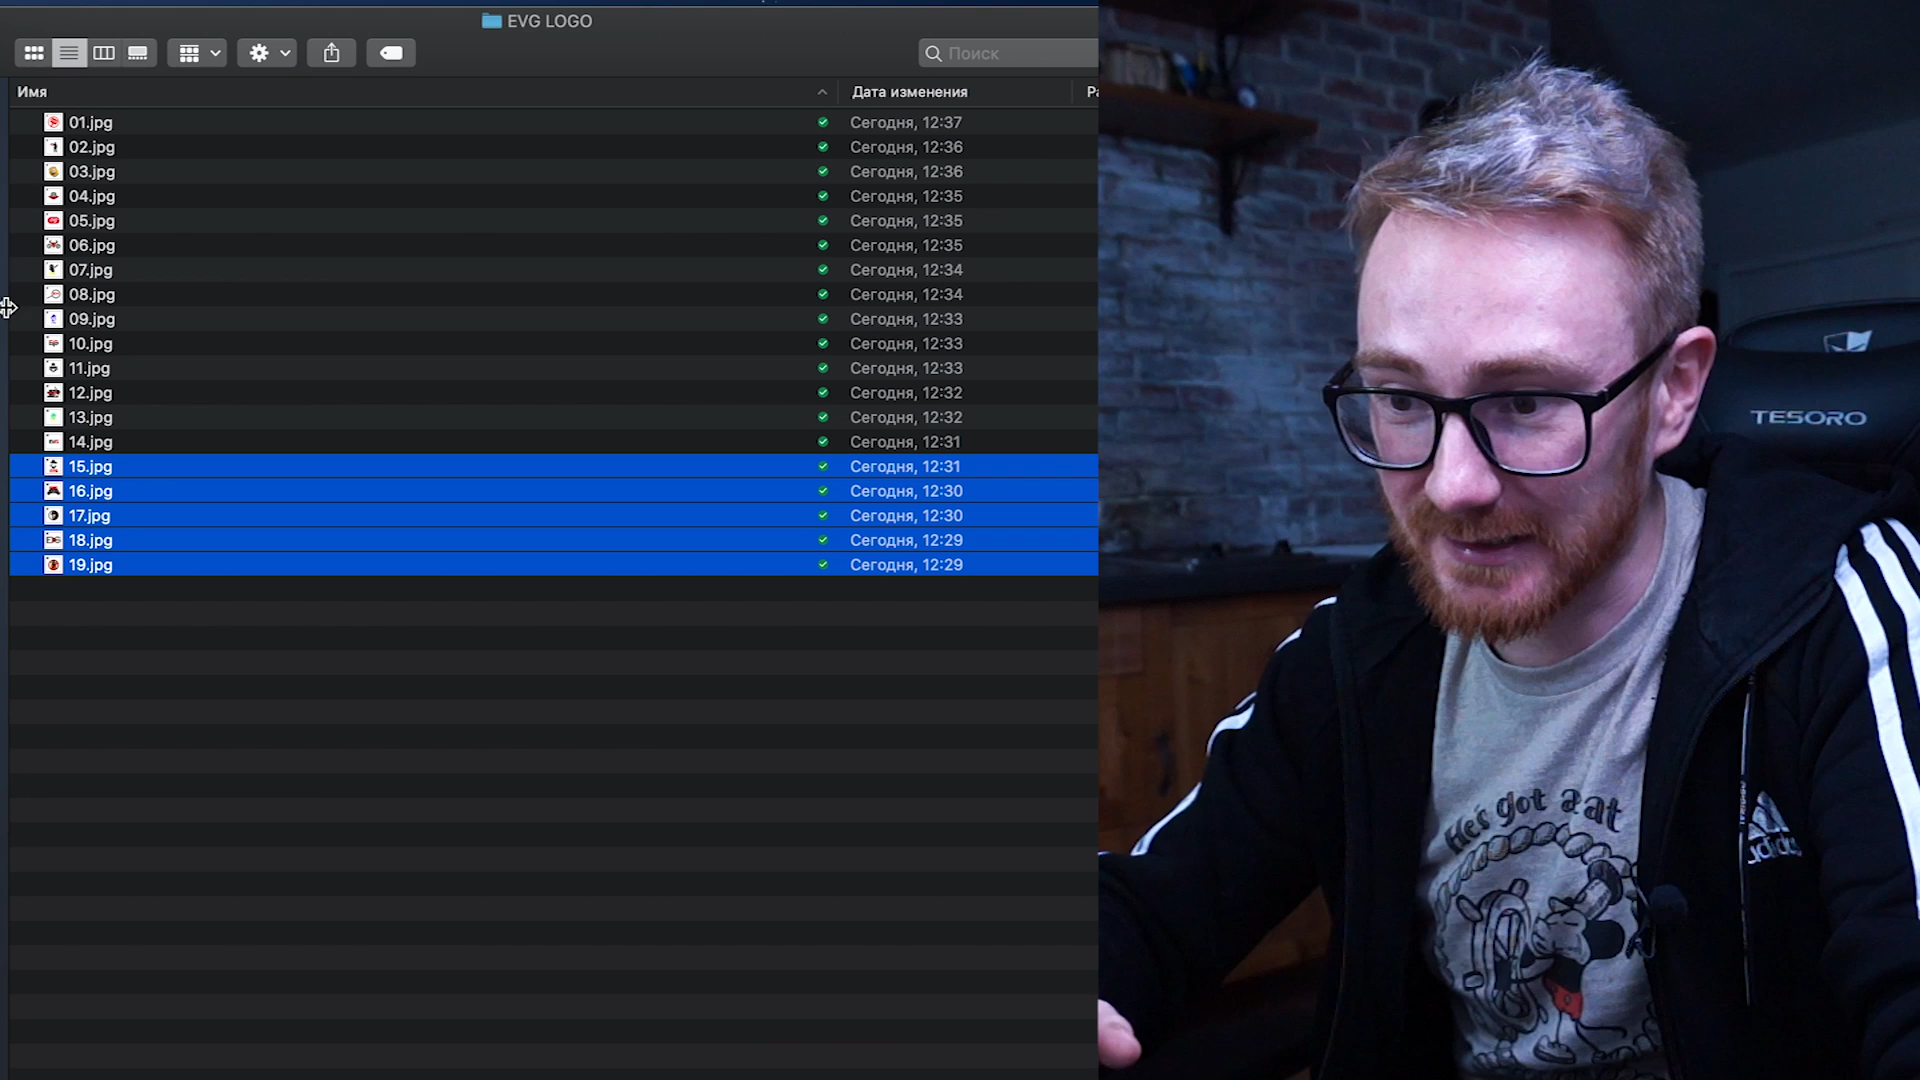 EVG LOGO
Поиск
Имя
Дата изменения
Ра
01.jpg
Сегодня, 12:37
02.jpg
Сегодня, 12:36
03.jpg
Сегодня, 12:36
04.jpg
Сегодня, 12:35
05.jpg
Сегодня, 12:35
06.jpg
Сегодня, 12:35
07.jpg
Сегодня, 12:34
08.jpg
Сегодня, 12:34
09.jpg
Сегодня, 12:33
10.jpg
Сегодня, 12:33
11.jpg
Сегодня, 12:33
12.jpg
Сегодня, 12:32
13.jpg
Сегодня, 12:32
14.jpg
Сегодня, 12:31
15.jpg
Сегодня, 12:31
16.jpg
Сегодня, 12:30
17.jpg
Сегодня, 12:30
18.jpg
Сегодня, 12:29
19.jpg
Сегодня, 12:29
TESORO
He's got a at
adidas